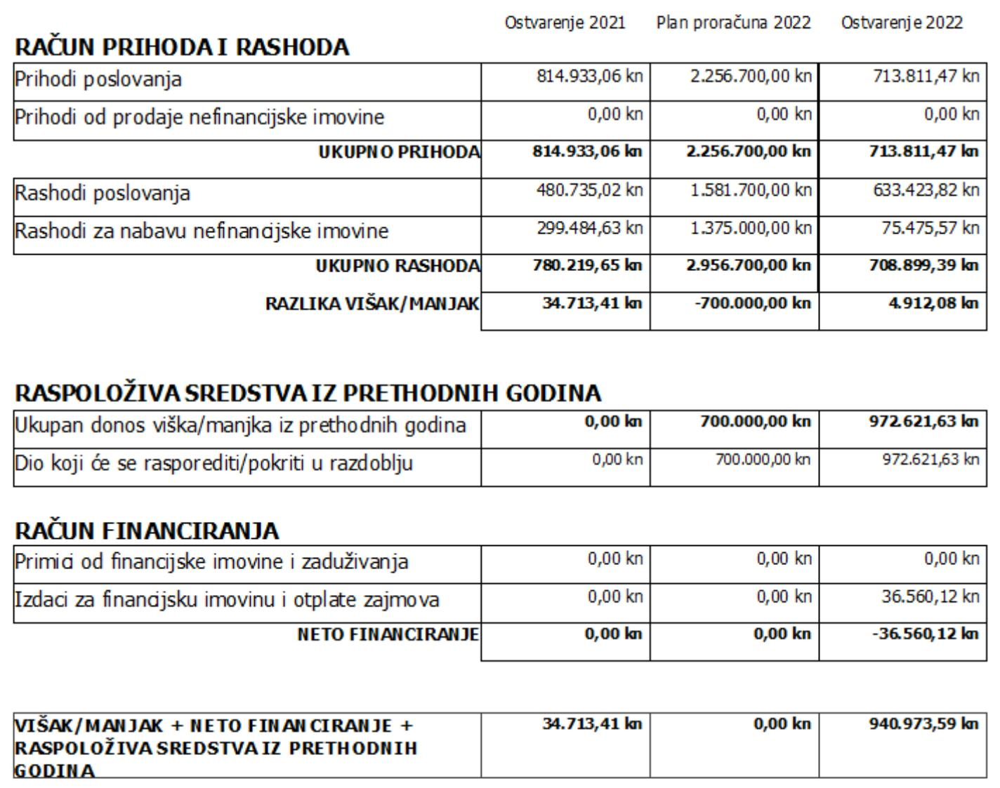 Ostvarenje 2021 Plan proračuna 2022 Ostvarenje 2022
RAČUN PRIHODA I RASHODA
Prihodi poslovanja 814.933,06 kn 2.256.700,00 kn 713.811,47 kn
Prihodi od prodaje nefinancijske imovine 0,00 kn 0,00 kn 0,00 kn
UKUPNO PRIHODA 814.933,06 kn 2.256.700,00 kn 713.811,47 kn
Rashodi poslovanja 480.735,02 kn 1.581.700,00 kn 633.423,82 kn
Rashodi za nabavu nefinancijske imovine 299.484,63 kn 1.375.000,00 kn 75.475,57 kn
UKUPNO RASHODA 780.219,65 kn 2.956.700,00 kn 708.899,39 kn
RAZLIKA VIŠAK/MANJAK 34.713,41 kn -700.000,00 kn 4.912,08 kn
RASPOLOŽIVA SREDSTVA IZ PRETHODNIH GODINA
Ukupan donos viška/manjka iz prethodnih godina 0,00 kn 700.000,00 kn 972.621,63 kn
Dio koji će se rasporediti/pokriti u razdoblju 0,00 kn 700.000,00 kn 972.621,63 kn
RAČUN FINANCIRANJA
Primici od financijske imovine i zaduživanja 0,00 kn 0,00 kn 0,00 kn
Izdaci za financijsku imovinu i otplate zajmova 0,00 kn 0,00 kn 36.560,12 kn
NETO FINANCIRANJE 0,00 kn 0,00 kn -36.560,12 kn
VIŠAK/MANJAK + NETO FINANCIRANJE + 34.713,41 kn 0,00 kn 940.973,59 kn
RASPOLOŽIVA SREDSTVA IZ PRETHODNIH
GODINA